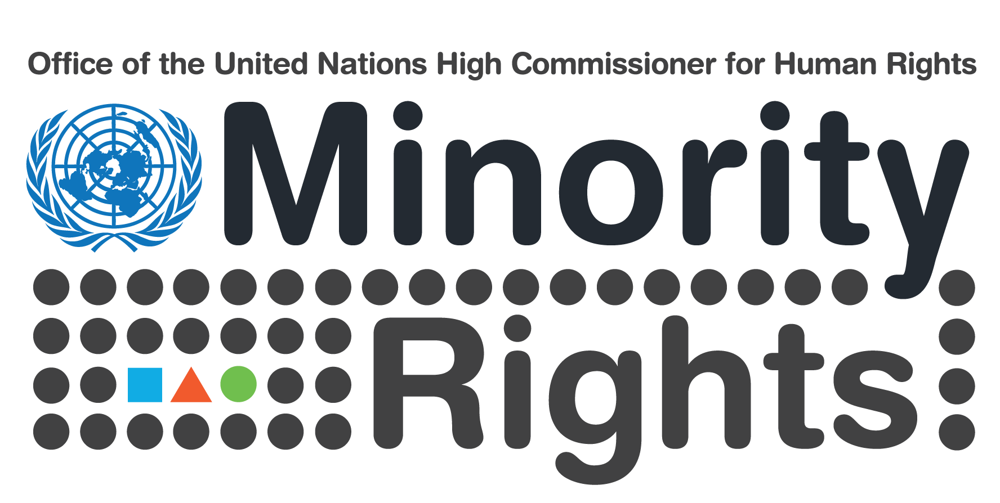 Office of the United Nations High Commissioner for Human Rights
Minority
Rights